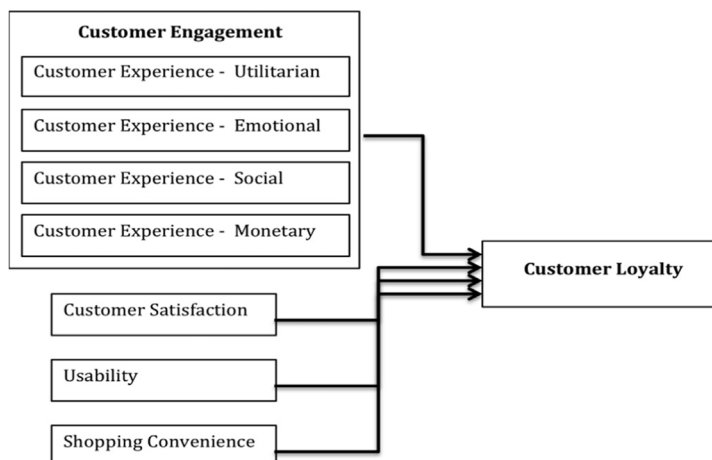 Customer Engagement
Customer Experience - Utilitarian
Customer Experience - Emotional
Customer Experience - Social
Customer Experience - Monetary
Customer Loyalty
Customer Satisfaction
Usability
Shopping Convenience